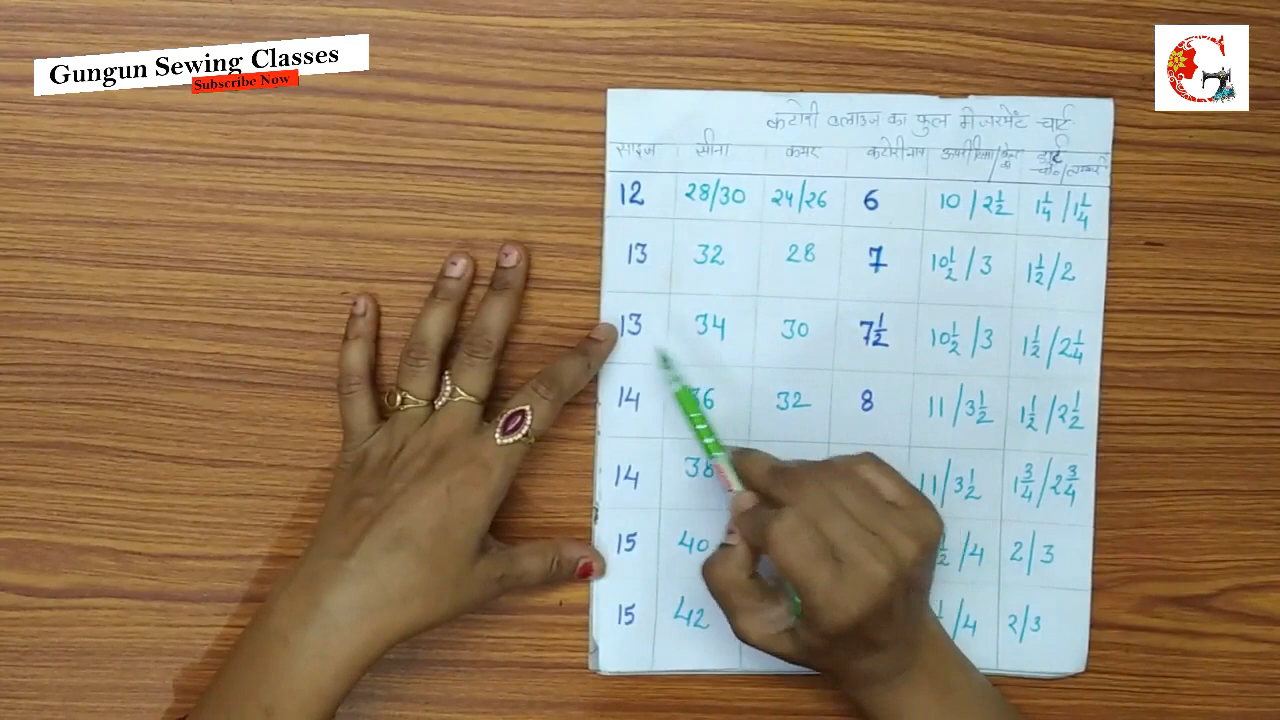 Gungun Sewing Classes
Subscribe Now
कटोरी ब्लाउज का फुल मेजरमेंट चार्ट
साइज सीना कमर कटोरी नाप डार्ट
12 28/30 24/26 6 10/2½ 1¼/1¼
13 32 28 7 10½/3 1½/2
13 34 30 7½ 10½/3 1½/2¼
14 36 32 8 11/3½ 1½/2½
14 38 11/3½ 1¾/2¾
15 40 ½/4 2/3
15 42 /4 2/3